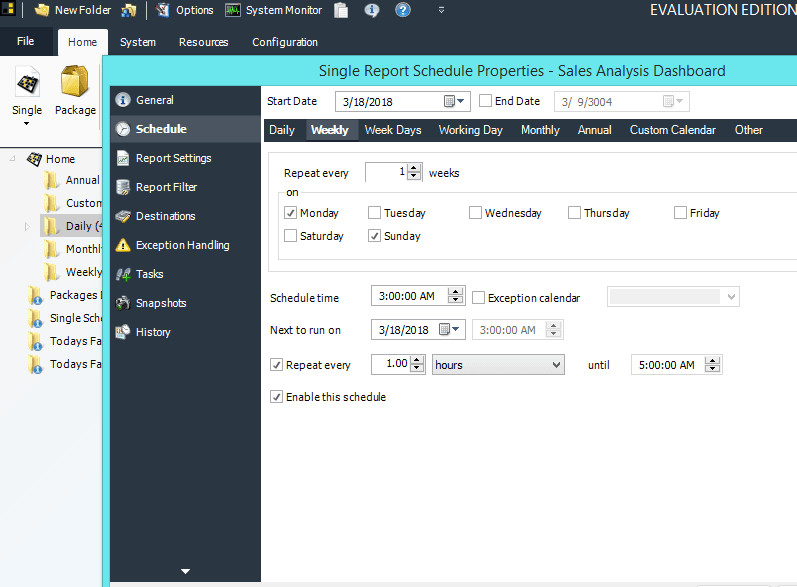 New Folder Options System Monitor EVALUATION EDITION
File Home System Resources Configuration
Single Report Schedule Properties - Sales Analysis Dashboard
Single Package
Home
Annual
Custom
Daily (4
Monthl
Weekly
Packages
Single Sch
Todays Fa
Todays Fa
General
Schedule
Report Settings
Report Filter
Destinations
Exception Handling
Tasks
Snapshots
History
Start Date 3/18/2018 End Date 3/ 9/3004
Daily Weekly Week Days Working Day Monthly Annual Custom Calendar Other
Repeat every 1 weeks
on
Monday Tuesday Wednesday Thursday Friday
Saturday Sunday
Schedule time 3:00:00 AM Exception calendar
Next to run on 3/18/2018 3:00:00 AM
Repeat every 1.00 hours until 5:00:00 AM
Enable this schedule